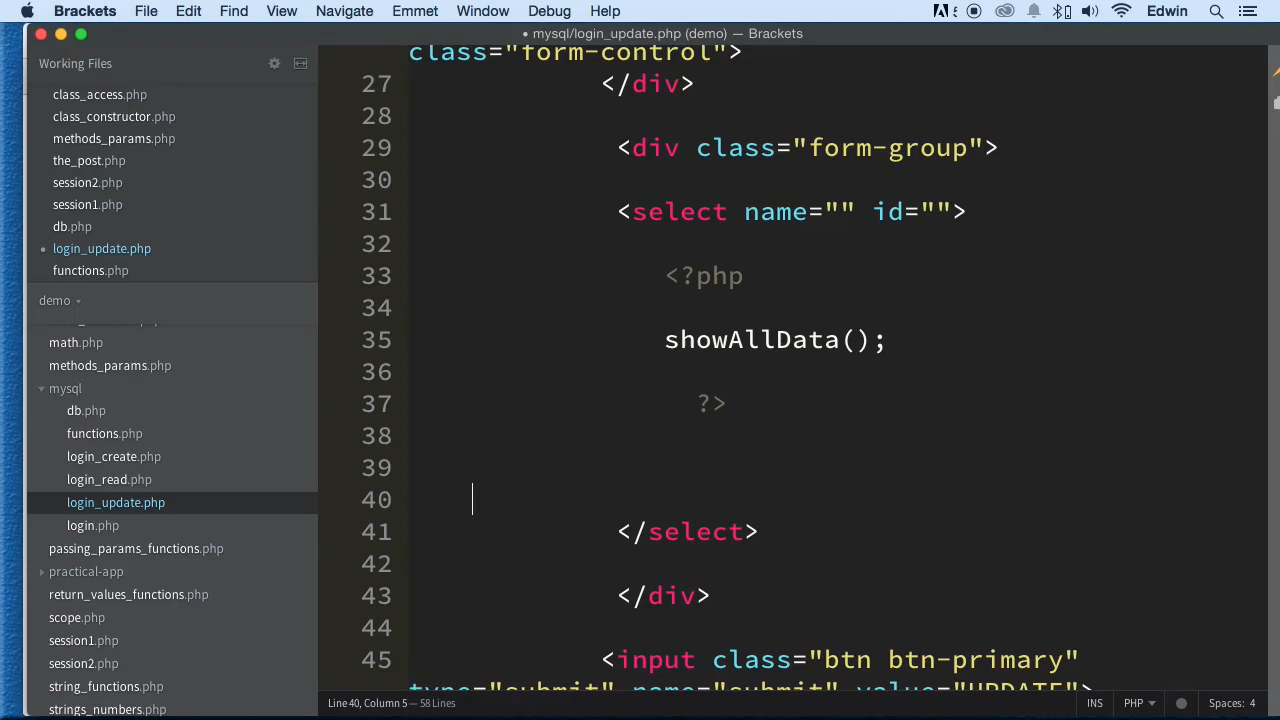 Brackets File Edit Find View Navigate Emmet Window Debug Help Edwin
mysql/login_update.php (demo) — Brackets
Working Files
class_access.php
class_constructor.php
methods_params.php
the_post.php
session2.php
session1.php
db.php
login_update.php
functions.php
demo
math.php
methods_params.php
mysql
db.php
functions.php
login_create.php
login_read.php
login_update.php
login.php
passing_params_functions.php
practical-app
return_values_functions.php
scope.php
session1.php
session2.php
string_functions.php
strings_numbers.php
class="form-control">
27 </div>
28
29 <div class="form-group">
30
31 <select name="" id="">
32
33 <?php
34
35 showAllData();
36
37 ?>
38
39
40
41 </select>
42
43 </div>
44
45 <input class="btn btn-primary"
type="submit" name="submit" value="UPDATE">
Line 40, Column 5 — 58 Lines
INS PHP Spaces: 4